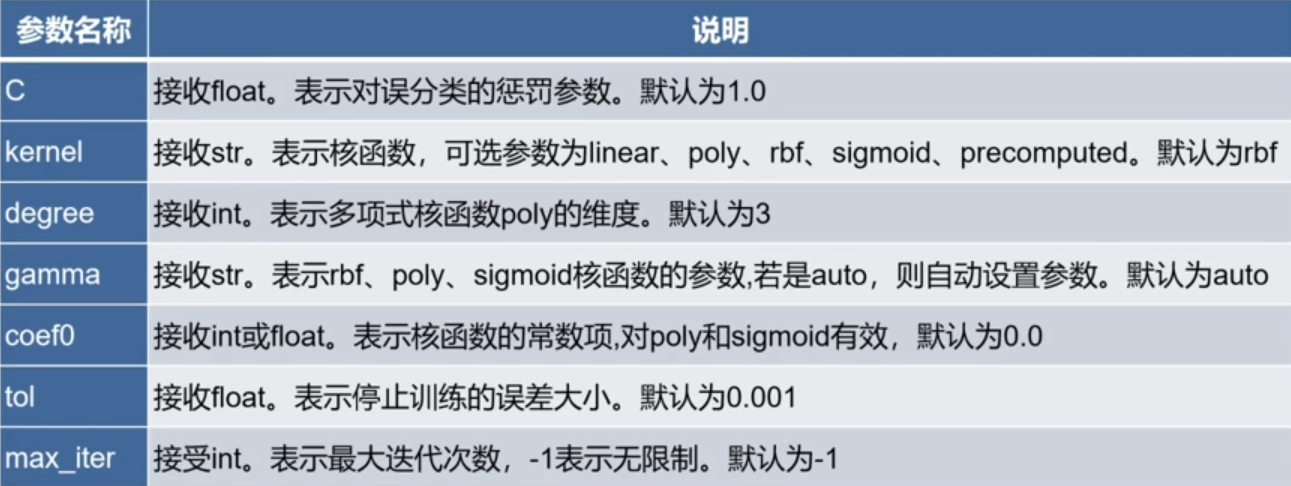 参数名称 说明
C 接收float。表示对误分类的惩罚参数。默认为1.0
kernel 接收str。表示核函数，可选参数为linear、poly、rbf、sigmoid、precomputed。默认为rbf
degree 接收int。表示多项式核函数poly的维度。默认为3
gamma 接收str。表示rbf、poly、sigmoid核函数的参数,若是auto，则自动设置参数。默认为auto
coef0 接收int或float。表示核函数的常数项,对poly和sigmoid有效，默认为0.0
tol 接收float。表示停止训练的误差大小。默认为0.001
max_iter 接受int。表示最大迭代次数，-1表示无限制。默认为-1